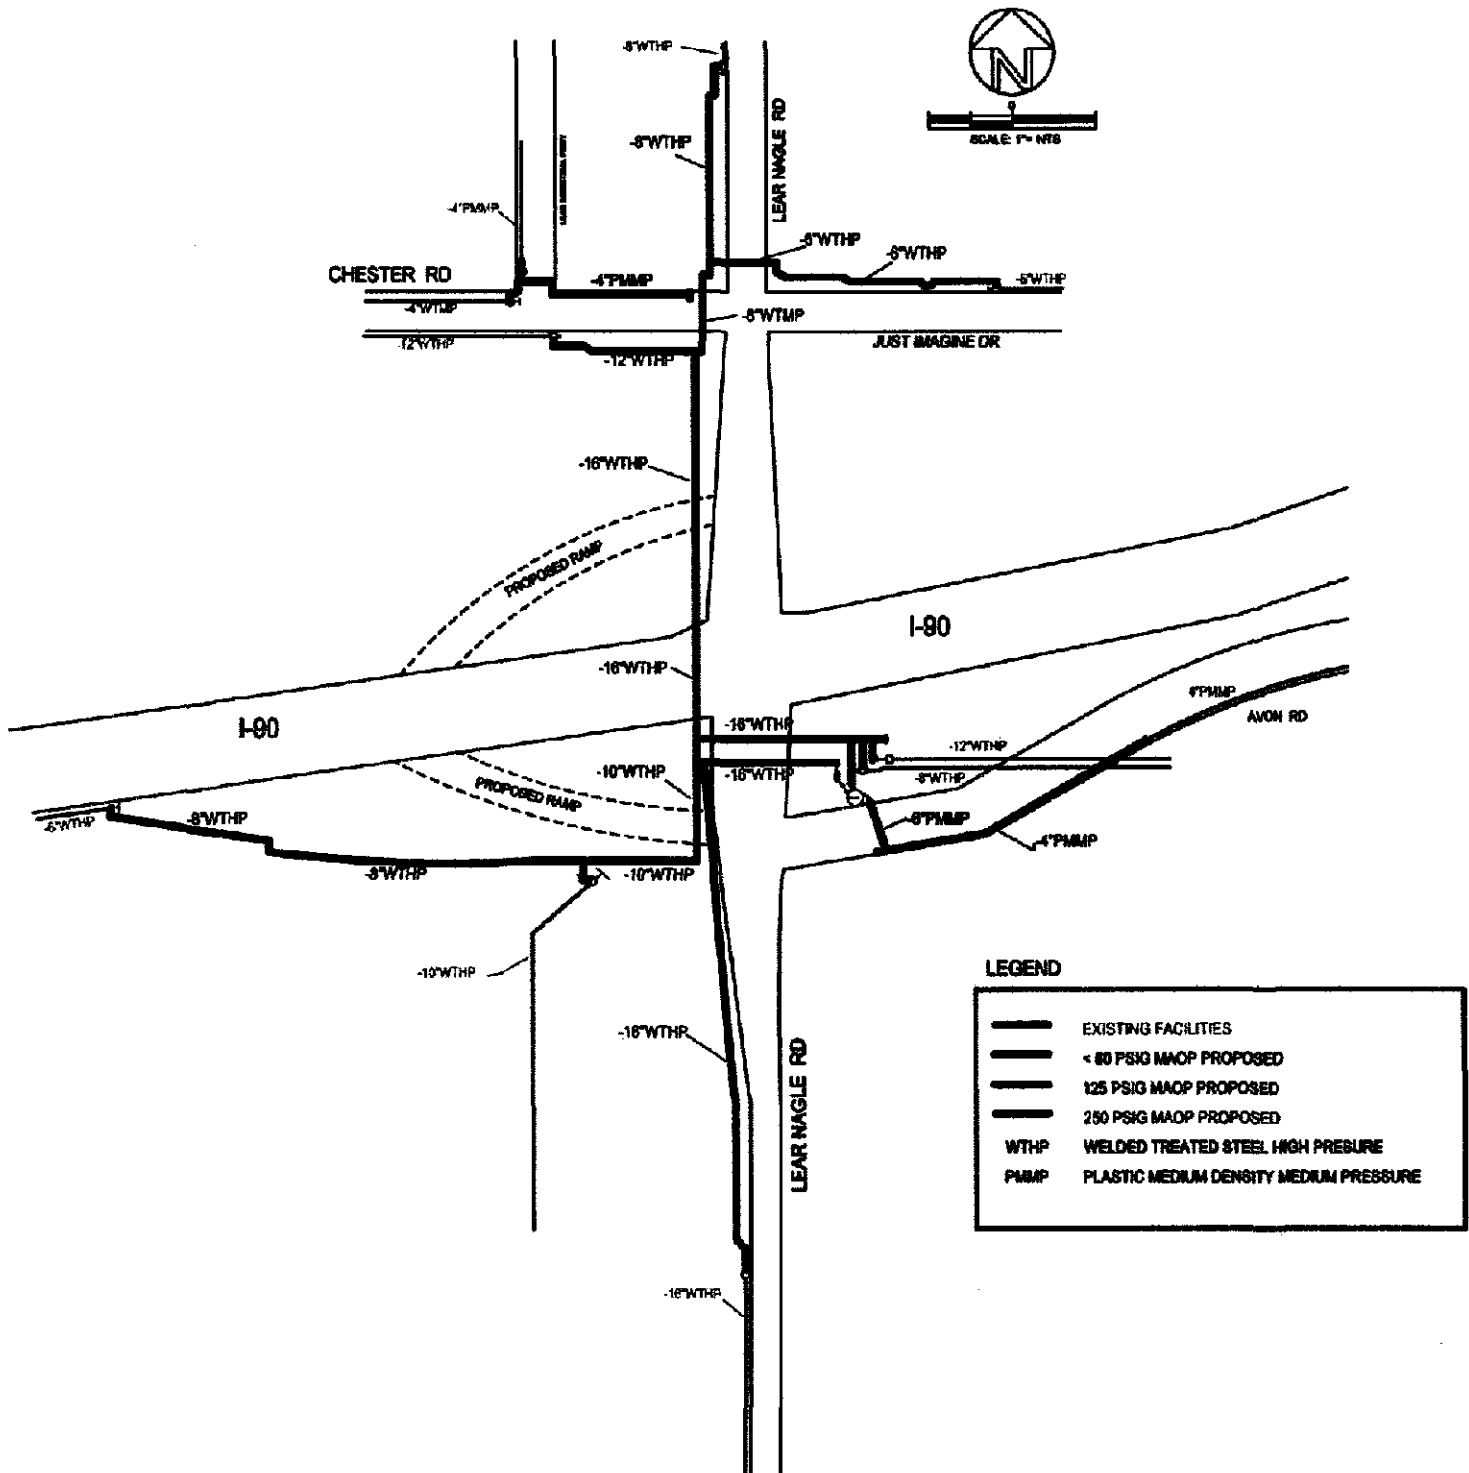 -8"WTHP
N
SCALE: 1"= NTS
LEAR NAGLE RD
-8"WTHP
-4"PMMP
-6"WTHP
-6"WTHP
-6"WTHP
CHESTER RD
-4"PMMP
-4"WTMP
-8"WTMP
-12"WTHP
-12"WTHP
JUST IMAGINE DR
-16"WTHP
PROPOSED RAMP
I-90
-16"WTHP
4"PMMP
AVON RD
I-90
-16"WTHP
-12"WTHP
-10"WTHP
-16"WTHP
-8"WTHP
PROPOSED RAMP
-6"WTHP
-8"WTHP
-6"PMMP
-4"PMMP
-8"WTHP
-10"WTHP
-10"WTHP
LEGEND
EXISTING FACILITIES
< 60 PSIG MAOP PROPOSED
125 PSIG MAOP PROPOSED
250 PSIG MAOP PROPOSED
WTHP WELDED TREATED STEEL HIGH PRESURE
PMMP PLASTIC MEDIUM DENSITY MEDIUM PRESSURE
-16"WTHP
LEAR NAGLE RD
-16"WTHP